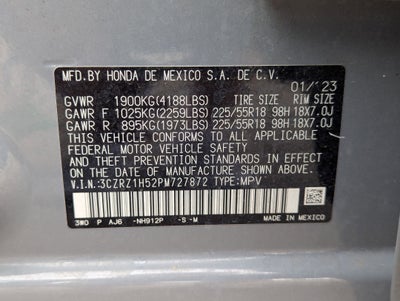 MFD.BY HONDA DE MEXICO S.A. DE C.V.
01/ '23
GVWR 1900KG(4188LBS) TIRE SIZE RIM SIZE
GAWR F 1025KG(2259LBS) 225/55R18 98H 18X7.0J
GAWR R 895KG(1973LBS) 225/55R18 98H 18X7.0J
THIS VEHICLE CONFORMS TO ALL APPLICABLE
FEDERAL MOTOR VEHICLE SAFETY, BUMPER, AND
THEFT PREVENTION STANDARDS IN EFFECT ON
THE DATE OF MANUFACTURE SHOWN ABOVE.
V.I.N.:3CZRZ1H52PM727872 TYPE:MPV
3W0 P AJ6 -NH912P -S-M MADE IN MEXICO